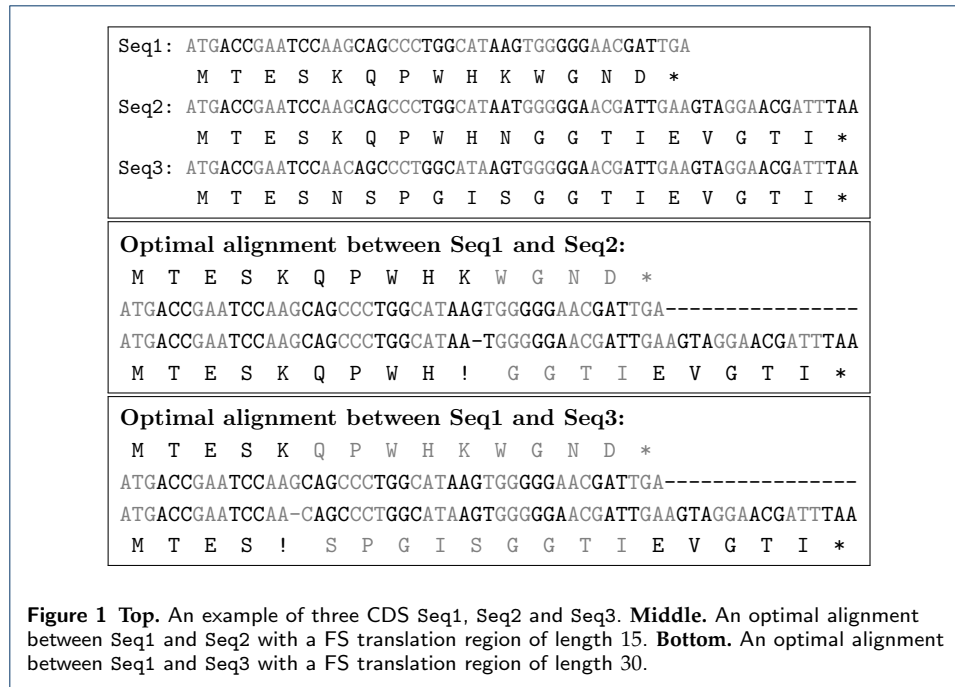 Seq1: ATGACCGAATCCAAGCAGCCCTGGCATAAGTGGGGGAACGATTGA
M T E S K Q P W H K W G N D *
Seq2: ATGACCGAATCCAAGCAGCCCTGGCATAATGGGGGAACGATTGAAGTAGGAACGATTTAA
M T E S K Q P W H N G G T I E V G T I *
Seq3: ATGACCGAATCCAACAGCCCTGGCATAAGTGGGGGAACGATTGAAGTAGGAACGATTTAA
M T E S N S P G I S G G T I E V G T I *
Optimal alignment between Seq1 and Seq2:
M T E S K Q P W H K W G N D *
ATGACCGAATCCAAGCAGCCCTGGCATAAGTGGGGGAACGATTGA----------------
ATGACCGAATCCAAGCAGCCCTGGCATAA-TGGGGGAACGATTGAAGTAGGAACGATTTAA
M T E S K Q P W H ! G G T I E V G T I *
Optimal alignment between Seq1 and Seq3:
M T E S K Q P W H K W G N D *
ATGACCGAATCCAAGCAGCCCTGGCATAAGTGGGGGAACGATTGA----------------
ATGACCGAATCCAA-CAGCCCTGGCATAAGTGGGGGAACGATTGAAGTAGGAACGATTTAA
M T E S ! S P G I S G G T I E V G T I *
Figure 1 Top. An example of three CDS Seq1, Seq2 and Seq3. Middle. An optimal alignment
between Seq1 and Seq2 with a FS translation region of length 15. Bottom. An optimal alignment
between Seq1 and Seq3 with a FS translation region of length 30.